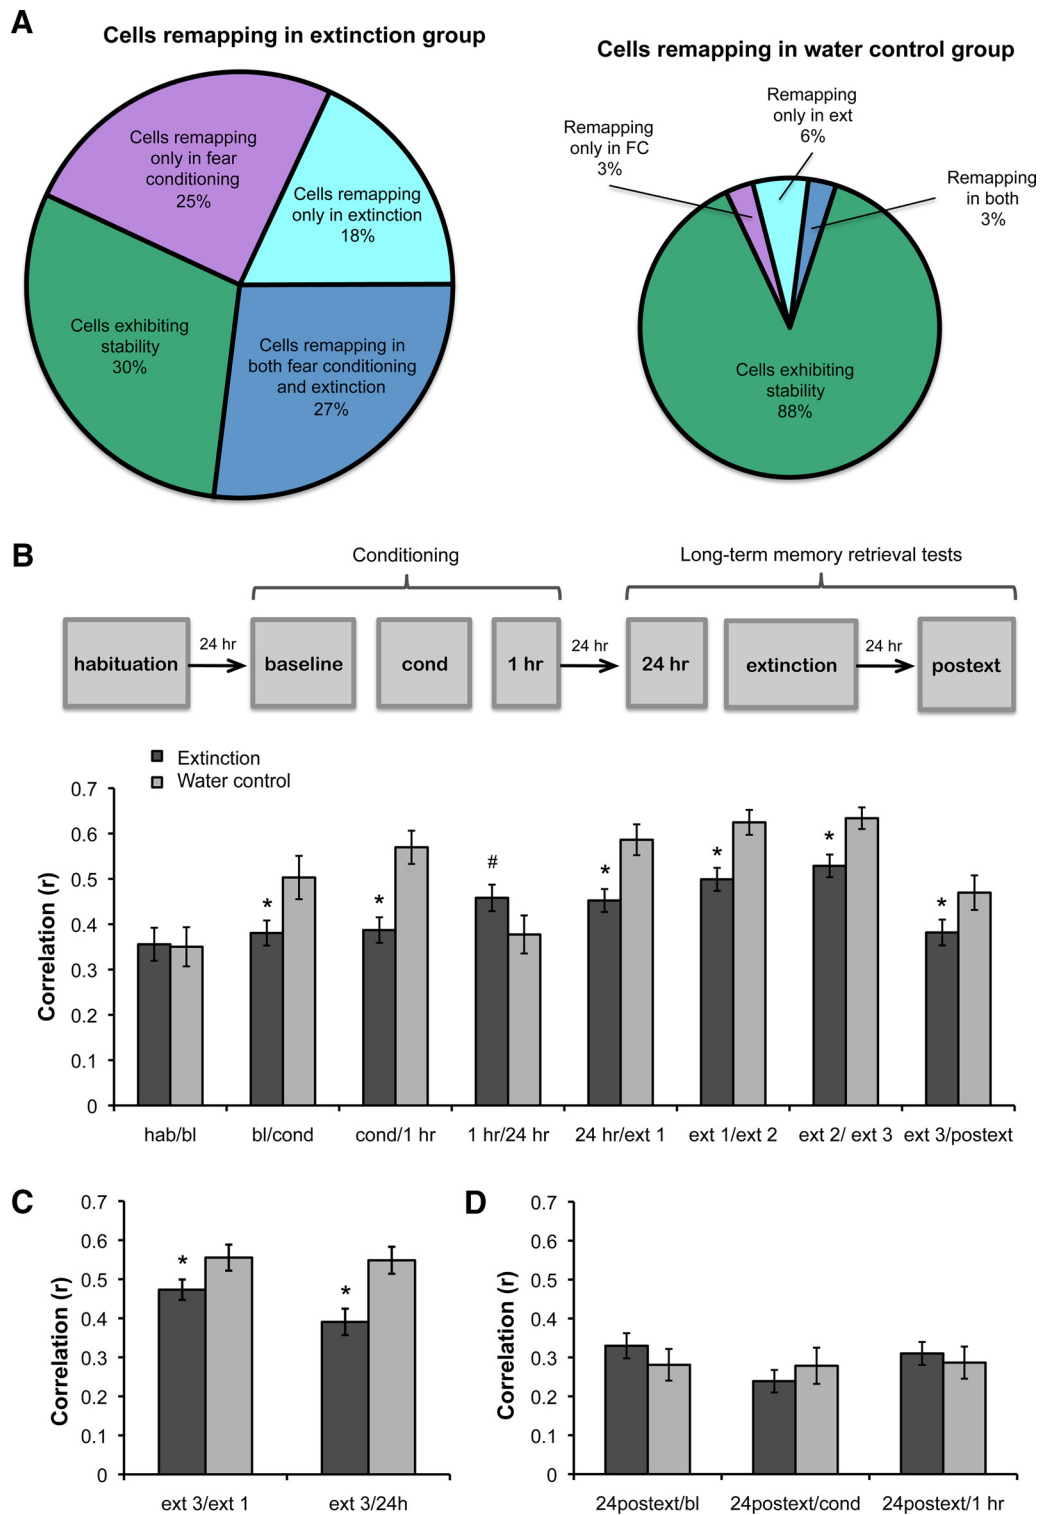 A
Cells remapping in extinction group
Cells remapping in water control group
Cells remapping
only in fear
conditioning
25%
Cells remapping
only in extinction
18%
Cells exhibiting
stability
30%
Cells remapping in
both fear conditioning
and extinction
27%
Remapping
only in FC
3%
Remapping
only in ext
6%
Remapping
in both
3%
Cells exhibiting
stability
88%
B
Conditioning
Long-term memory retrieval tests
habituation
24 hr
baseline
cond
1 hr
24 hr
24 hr
extinction
24 hr
postext
Extinction
Water control
Correlation (r)
0.7
0.6
0.5
0.4
0.3
0.2
0.1
0
*
*
#
*
*
*
*
hab/bl
bl/cond
cond/1 hr
1 hr/24 hr
24 hr/ext 1
ext 1/ext 2
ext 2/ ext 3
ext 3/postext
C
Correlation (r)
0.7
0.6
0.5
0.4
0.3
0.2
0.1
0
*
*
ext 3/ext 1
ext 3/24h
D
Correlation (r)
0.7
0.6
0.5
0.4
0.3
0.2
0.1
0
24postext/bl
24postext/cond
24postext/1 hr